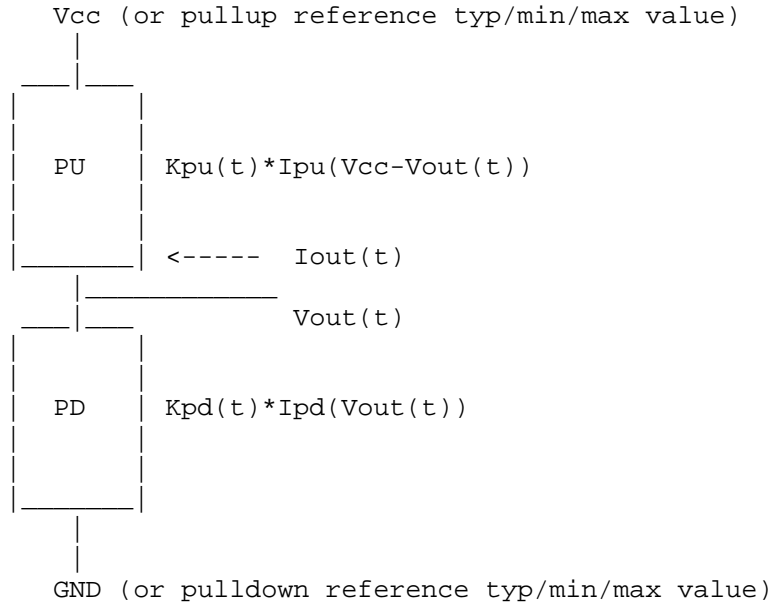 Vcc (or pullup reference typ/min/max value)
PU Kpu(t)*Ipu(Vcc-Vout(t))
<----- Iout(t)
Vout(t)
PD Kpd(t)*Ipd(Vout(t))
GND (or pulldown reference typ/min/max value)